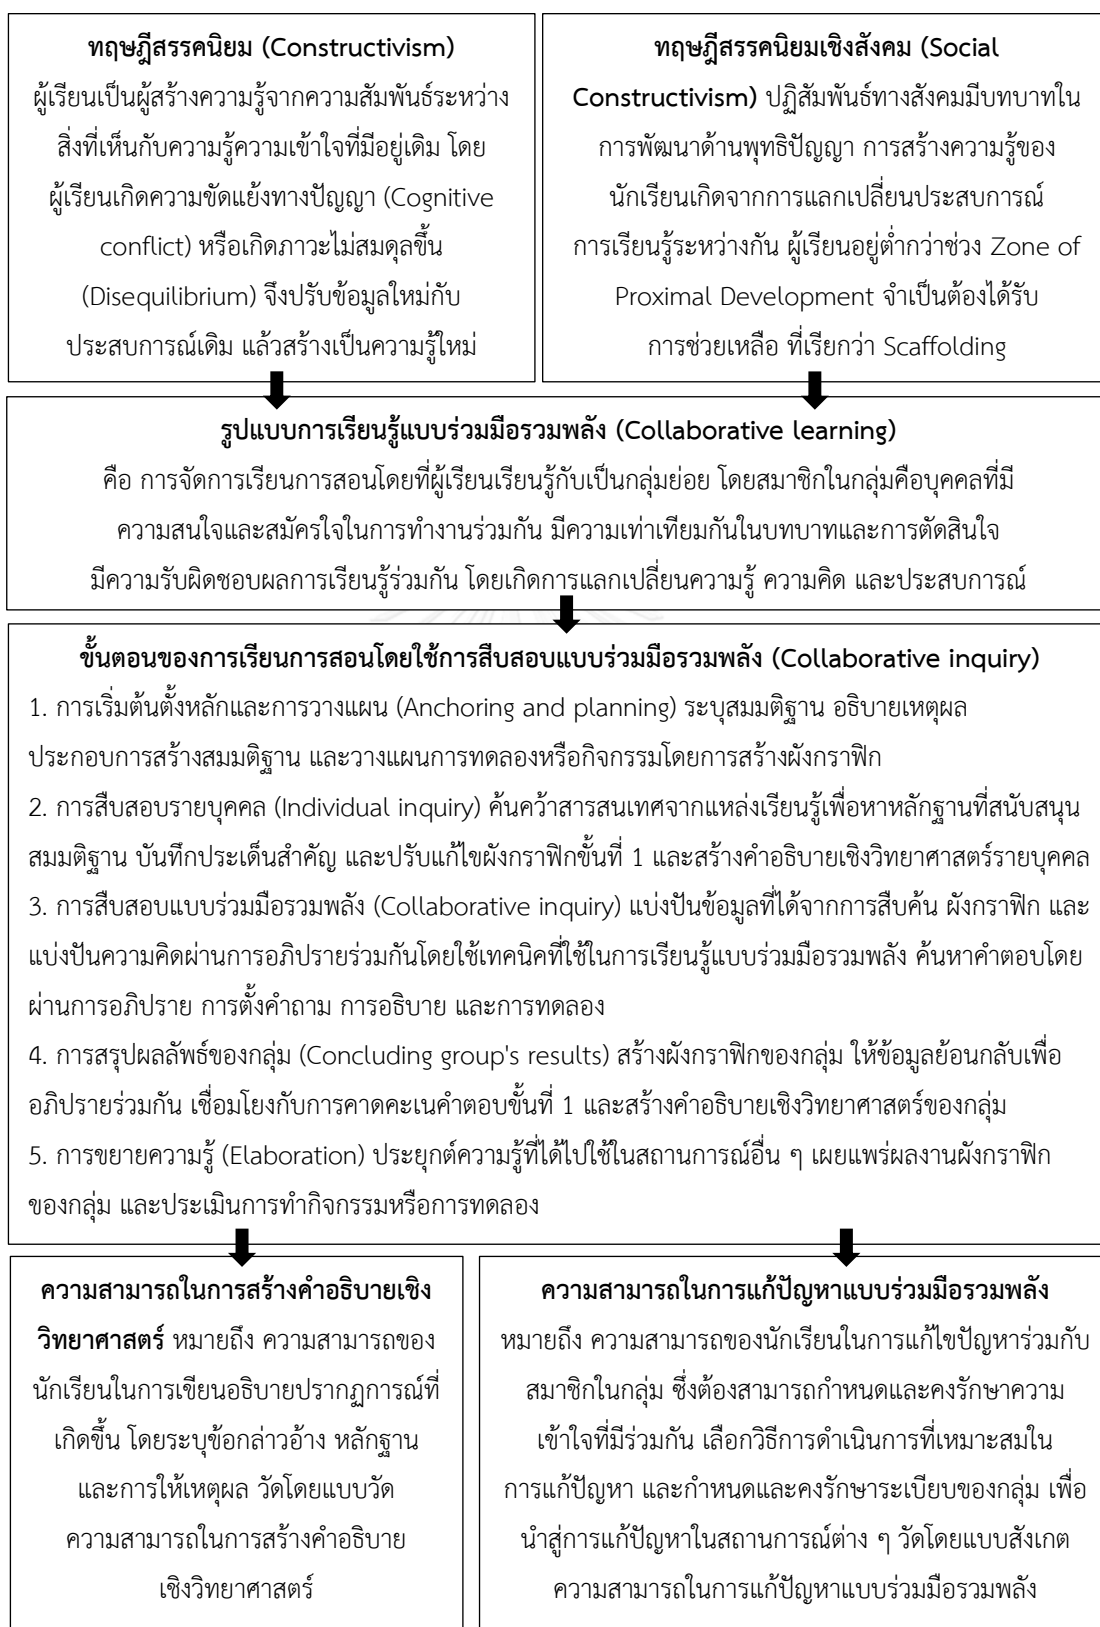 ทฤษฎีสรรคนิยม (Constructivism)
ผู้เรียนเป็นผู้สร้างความรู้จากความสัมพันธ์ระหว่าง
สิ่งที่เห็นกับความรู้ความเข้าใจที่มีอยู่เดิม โดย
ผู้เรียนเกิดความขัดแย้งทางปัญญา (Cognitive
conflict) หรือเกิดภาวะไม่สมดุลขึ้น
(Disequilibrium) จึงปรับข้อมูลใหม่กับ
ประสบการณ์เดิม แล้วสร้างเป็นความรู้ใหม่
ทฤษฎีสรรคนิยมเชิงสังคม (Social
Constructivism) ปฏิสัมพันธ์ทางสังคมมีบทบาทใน
การพัฒนาด้านพุทธิปัญญา การสร้างความรู้ของ
นักเรียนเกิดจากการแลกเปลี่ยนประสบการณ์
การเรียนรู้ระหว่างกัน ผู้เรียนอยู่ต่ำกว่าช่วง Zone of
Proximal Development จำเป็นต้องได้รับ
การช่วยเหลือ ที่เรียกว่า Scaffolding
รูปแบบการเรียนรู้แบบร่วมมือรวมพลัง (Collaborative learning)
คือ การจัดการเรียนการสอนโดยที่ผู้เรียนเรียนรู้กับเป็นกลุ่มย่อย โดยสมาชิกในกลุ่มคือบุคคลที่มี
ความสนใจและสมัครใจในการทำงานร่วมกัน มีความเท่าเทียมกันในบทบาทและการตัดสินใจ
มีความรับผิดชอบผลการเรียนรู้ร่วมกัน โดยเกิดการแลกเปลี่ยนความรู้ ความคิด และประสบการณ์
ขั้นตอนของการเรียนการสอนโดยใช้การสืบสอบแบบร่วมมือรวมพลัง (Collaborative inquiry)
1. การเริ่มต้นตั้งหลักและการวางแผน (Anchoring and planning) ระบุสมมติฐาน อธิบายเหตุผล
ประกอบการสร้างสมมติฐาน และวางแผนการทดลองหรือกิจกรรมโดยการสร้างผังกราฟิก
2. การสืบสอบรายบุคคล (Individual inquiry) ค้นคว้าสารสนเทศจากแหล่งเรียนรู้เพื่อหาหลักฐานที่สนับสนุน
สมมติฐาน บันทึกประเด็นสำคัญ และปรับแก้ไขผังกราฟิกขั้นที่ 1 และสร้างคำอธิบายเชิงวิทยาศาสตร์รายบุคคล
3. การสืบสอบแบบร่วมมือรวมพลัง (Collaborative inquiry) แบ่งปันข้อมูลที่ได้จากการสืบค้น ผังกราฟิก และ
แบ่งปันความคิดผ่านการอภิปรายร่วมกันโดยใช้เทคนิคที่ใช้ในการเรียนรู้แบบร่วมมือรวมพลัง ค้นหาคำตอบโดย
ผ่านการอภิปราย การตั้งคำถาม การอธิบาย และการทดลอง
4. การสรุปผลลัพธ์ของกลุ่ม (Concluding group's results) สร้างผังกราฟิกของกลุ่ม ให้ข้อมูลย้อนกลับเพื่อ
อภิปรายร่วมกัน เชื่อมโยงกับการคาดคะเนคำตอบขั้นที่ 1 และสร้างคำอธิบายเชิงวิทยาศาสตร์ของกลุ่ม
5. การขยายความรู้ (Elaboration) ประยุกต์ความรู้ที่ได้ไปใช้ในสถานการณ์อื่น ๆ เผยแพร่ผลงานผังกราฟิก
ของกลุ่ม และประเมินการทำกิจกรรมหรือการทดลอง
ความสามารถในการสร้างคำอธิบายเชิง
วิทยาศาสตร์ หมายถึง ความสามารถของ
นักเรียนในการเขียนอธิบายปรากฏการณ์ที่
เกิดขึ้น โดยระบุข้อกล่าวอ้าง หลักฐาน
และการให้เหตุผล วัดโดยแบบวัด
ความสามารถในการสร้างคำอธิบาย
เชิงวิทยาศาสตร์
ความสามารถในการแก้ปัญหาแบบร่วมมือรวมพลัง
หมายถึง ความสามารถของนักเรียนในการแก้ไขปัญหาร่วมกับ
สมาชิกในกลุ่ม ซึ่งต้องสามารถกำหนดและคงรักษาความ
เข้าใจที่มีร่วมกัน เลือกวิธีการดำเนินการที่เหมาะสมใน
การแก้ปัญหา และกำหนดและคงรักษาระเบียบของกลุ่ม เพื่อ
นำสู่การแก้ปัญหาในสถานการณ์ต่าง ๆ วัดโดยแบบสังเกต
ความสามารถในการแก้ปัญหาแบบร่วมมือรวมพลัง